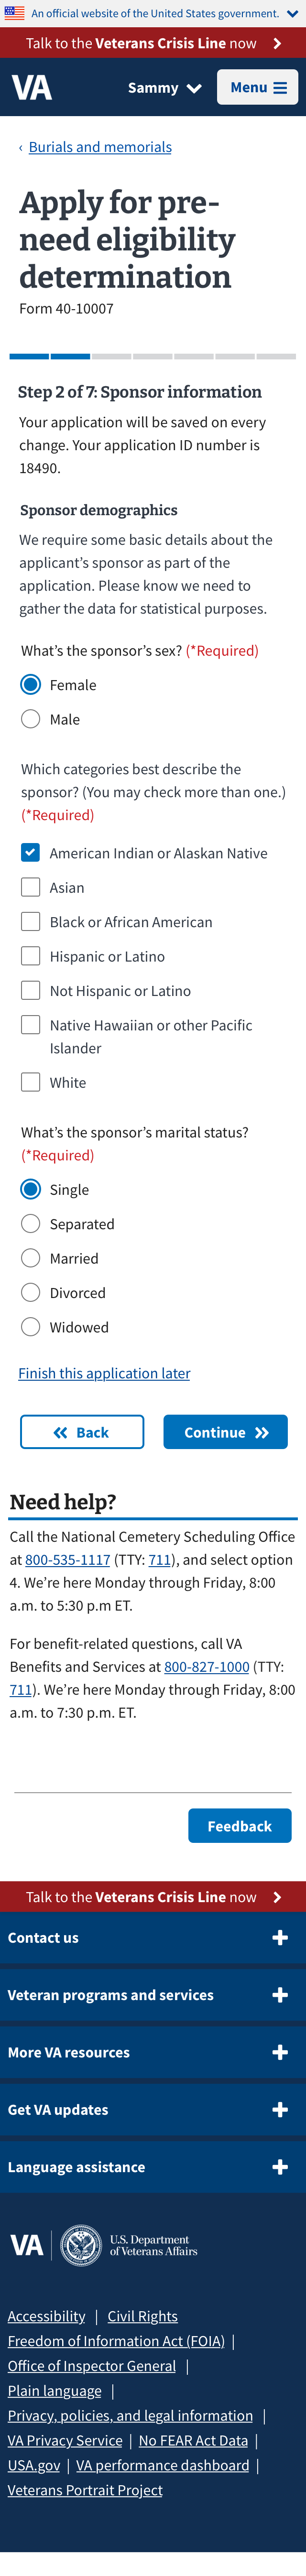 An official website of the United States government.
Talk to the Veterans Crisis Line now
VA
Sammy
Menu
‹ Burials and memorials
Apply for pre-
need eligibility
determination
Form 40-10007
Step 2 of 7: Sponsor information
Your application will be saved on every
change. Your application ID number is
18490.
Sponsor demographics
We require some basic details about the
applicant’s sponsor as part of the
application. Please know we need to
gather the data for statistical purposes.
What’s the sponsor’s sex? (*Required)
Female
Male
Which categories best describe the
sponsor? (You may check more than one.)
(*Required)
American Indian or Alaskan Native
Asian
Black or African American
Hispanic or Latino
Not Hispanic or Latino
Native Hawaiian or other Pacific
Islander
White
What’s the sponsor’s marital status?
(*Required)
Single
Separated
Married
Divorced
Widowed
Finish this application later
Back
Continue
Need help?
Call the National Cemetery Scheduling Office
at 800-535-1117 (TTY: 711), and select option
4. We’re here Monday through Friday, 8:00
a.m. to 5:30 p.m ET.
For benefit-related questions, call VA
Benefits and Services at 800-827-1000 (TTY:
711). We’re here Monday through Friday, 8:00
a.m. to 7:30 p.m. ET.
Feedback
Talk to the Veterans Crisis Line now
Contact us
Veteran programs and services
More VA resources
Get VA updates
Language assistance
VA
U.S. Department
of Veterans Affairs
Accessibility | Civil Rights
Freedom of Information Act (FOIA) |
Office of Inspector General |
Plain language |
Privacy, policies, and legal information |
VA Privacy Service | No FEAR Act Data |
USA.gov | VA performance dashboard |
Veterans Portrait Project